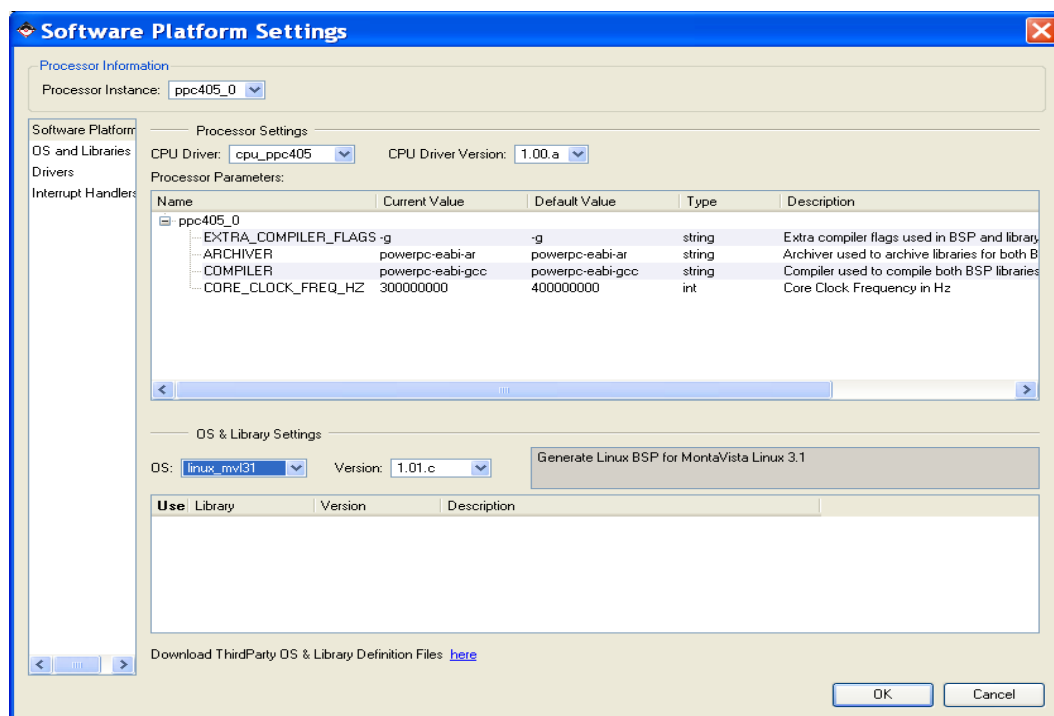 Software Platform Settings
Processor Information
Processor Instance: ppc405_0
Software Platform
OS and Libraries
Drivers
Interrupt Handlers
Processor Settings
CPU Driver: cpu_ppc405 CPU Driver Version: 1.00.a
Processor Parameters:
Name Current Value Default Value Type Description
ppc405_0
EXTRA_COMPILER_FLAGS -g -g string Extra compiler flags used in BSP and library
ARCHIVER powerpc-eabi-ar powerpc-eabi-ar string Archiver used to archive libraries for both B
COMPILER powerpc-eabi-gcc powerpc-eabi-gcc string Compiler used to compile both BSP libraries
CORE_CLOCK_FREQ_HZ 300000000 400000000 int Core Clock Frequency in Hz
OS & Library Settings
OS: linux_mvl31 Version: 1.01.c Generate Linux BSP for MontaVista Linux 3.1
Use Library Version Description
Download ThirdParty OS & Library Definition Files here
OK Cancel